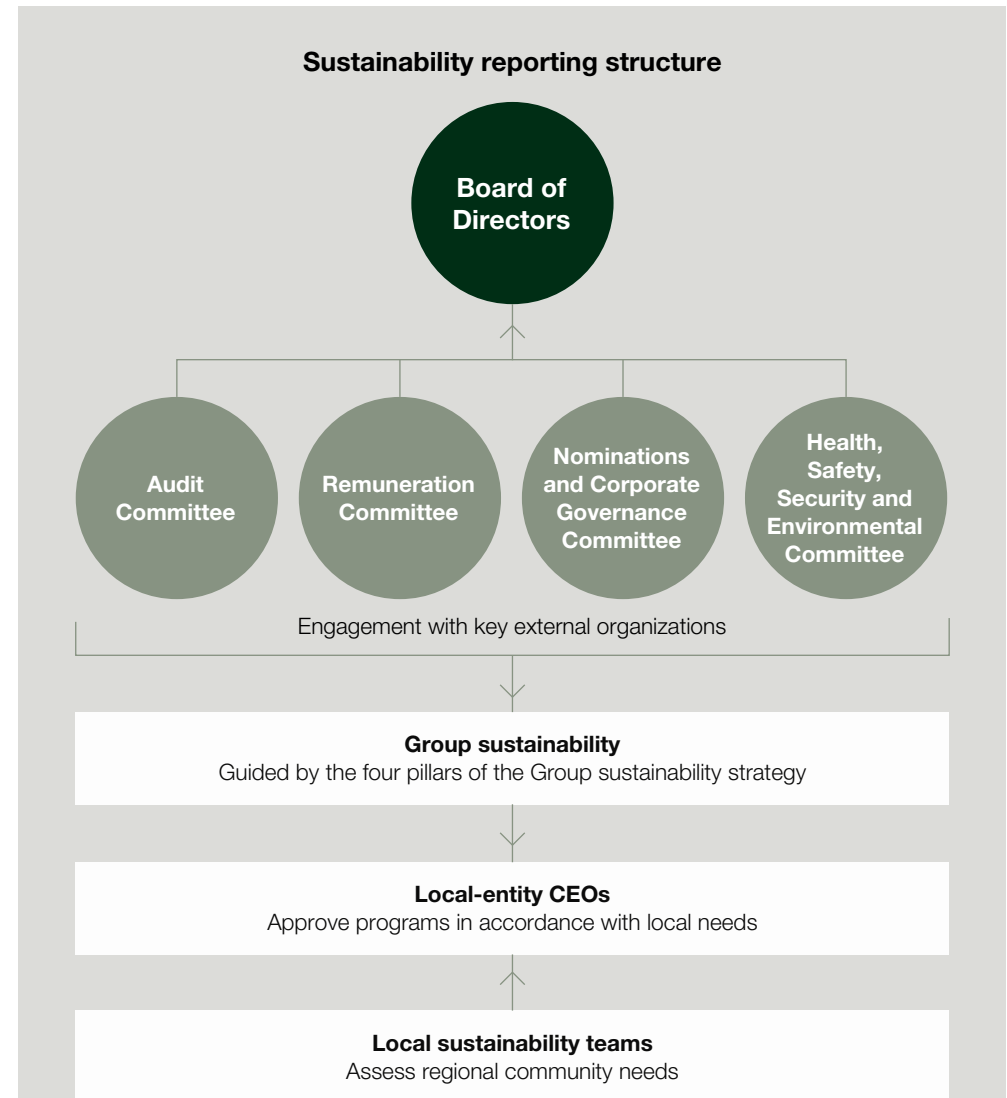 Sustainability reporting structure
Board of
Directors
Audit
Committee
Remuneration
Committee
Nominations
and Corporate
Governance
Committee
Health,
Safety,
Security and
Environmental
Committee
Engagement with key external organizations
Group sustainability
Guided by the four pillars of the Group sustainability strategy
Local-entity CEOs
Approve programs in accordance with local needs
Local sustainability teams
Assess regional community needs